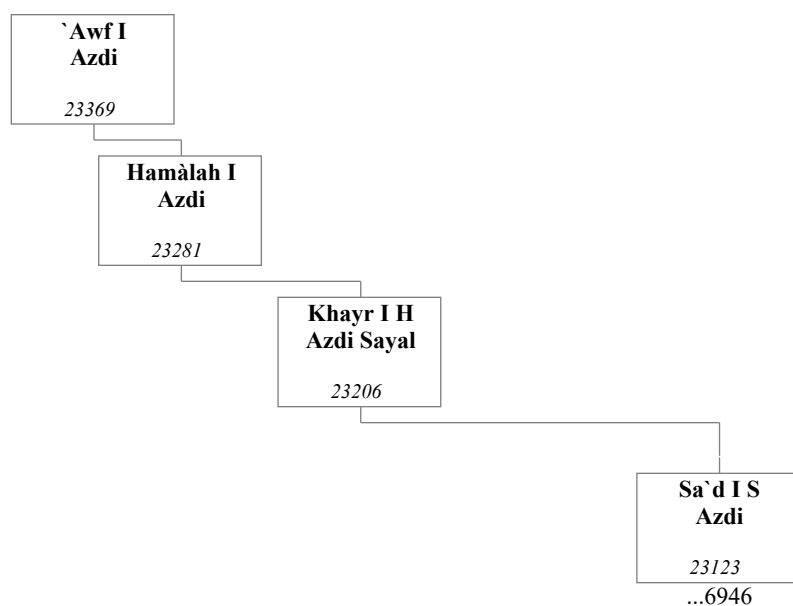 `Awf I
Azdi
23369
Hamàlah I
Azdi
23281
Khayr I H
Azdi Sayal
23206
Sa`d I S
Azdi
23123
...6946